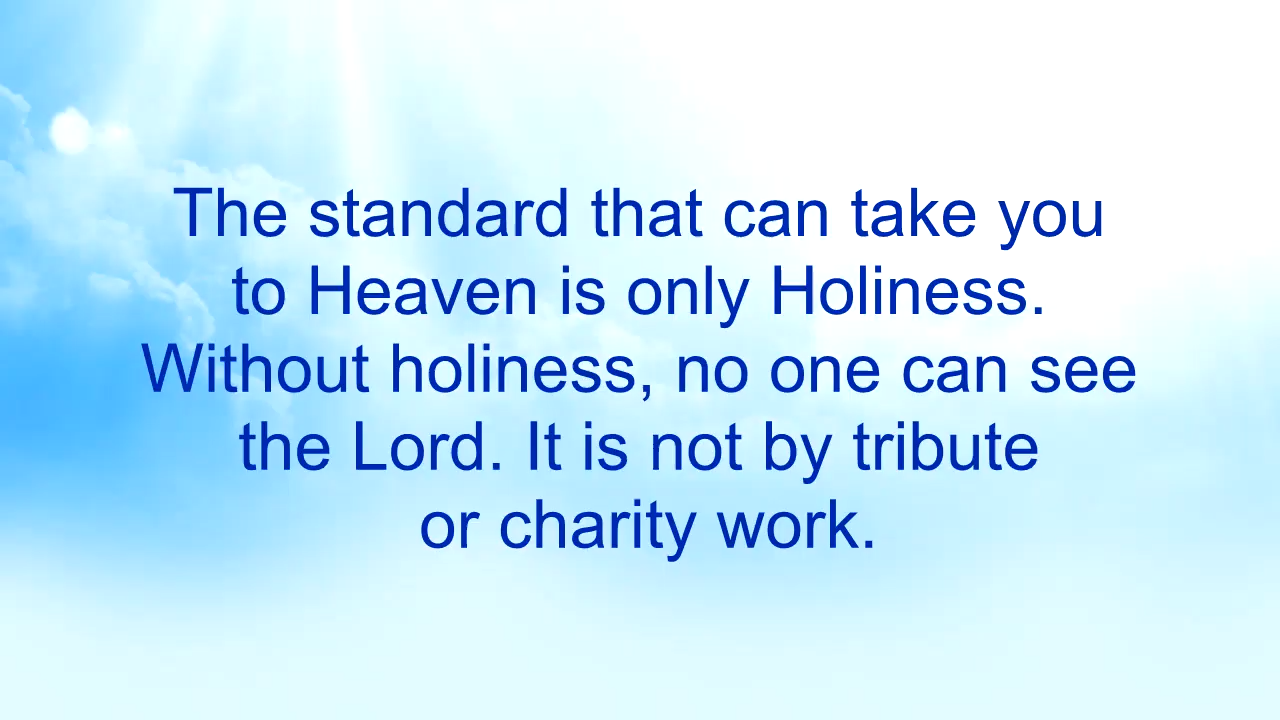 The standard that can take you
to Heaven is only Holiness.
Without holiness, no one can see
the Lord. It is not by tribute
or charity work.